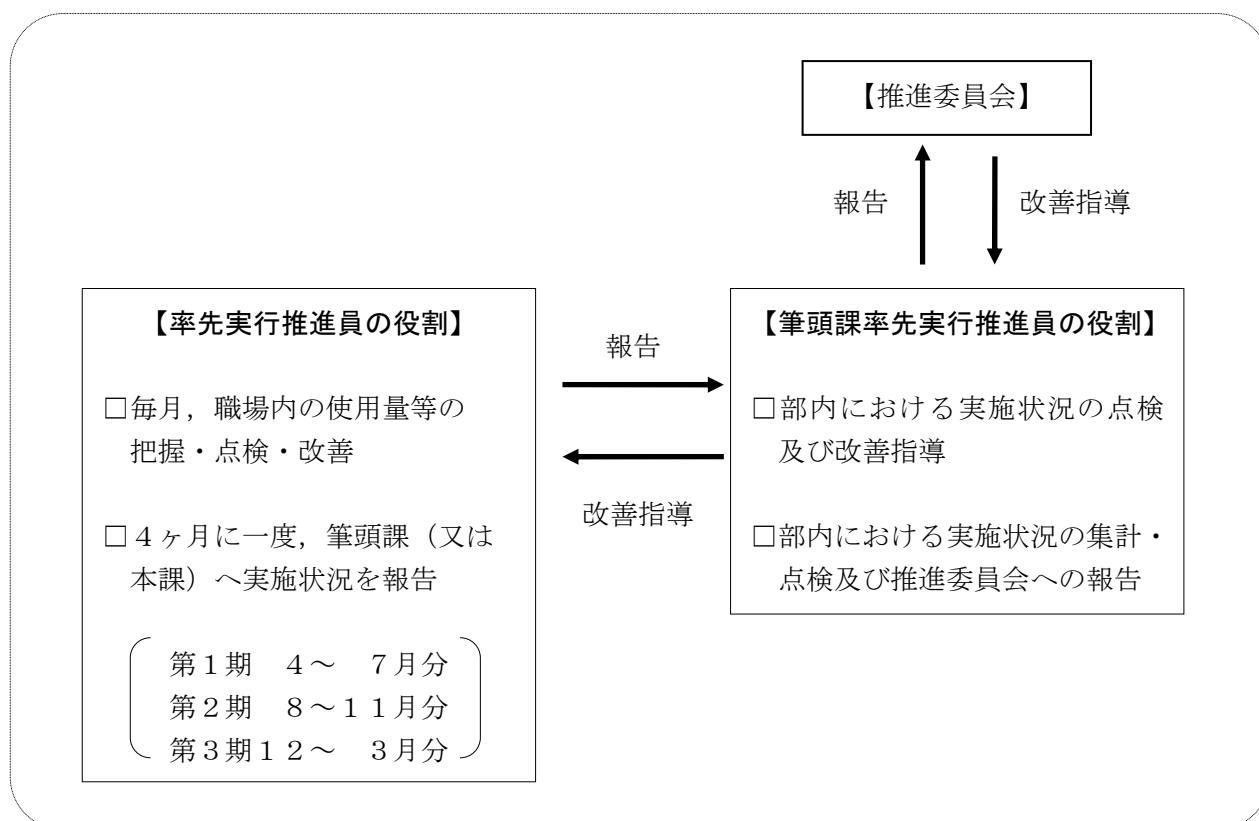 【推進委員会】
報告
改善指導
【率先実行推進員の役割】
□毎月，職場内の使用量等の
把握・点検・改善
□４ヶ月に一度，筆頭課（又は
本課）へ実施状況を報告
第１期　４～　７月分
第２期　８～１１月分
第３期１２～　３月分
報告
改善指導
【筆頭課率先実行推進員の役割】
□部内における実施状況の点検
及び改善指導
□部内における実施状況の集計・
点検及び推進委員会への報告